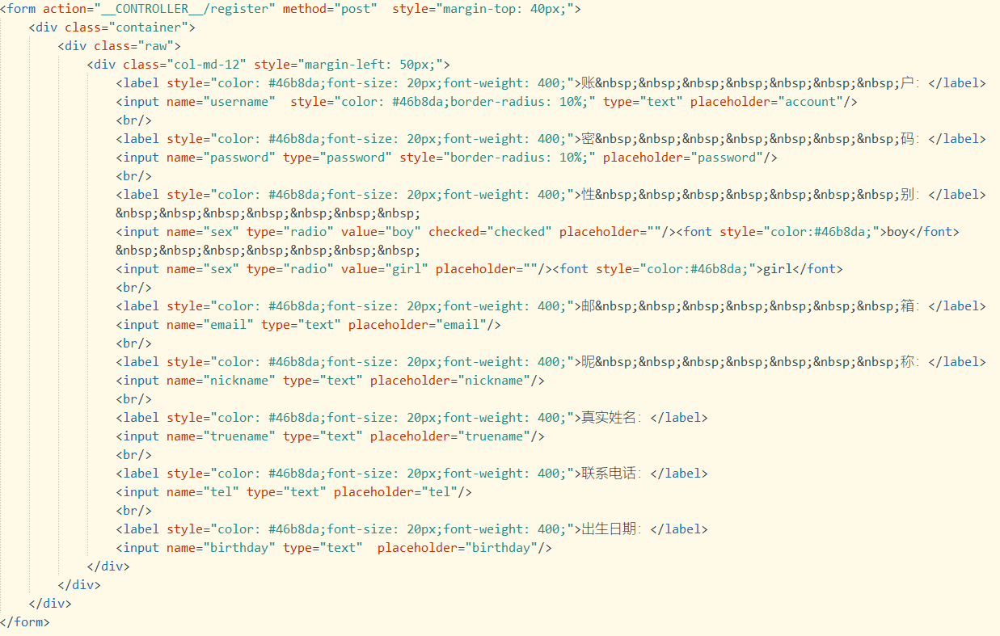 <form action="__CONTROLLER__/register" method="post"  style="margin-top: 40px;">
<div class="container">
<div class="raw">
<div class="col-md-12" style="margin-left: 50px;">
<label style="color: #46b8da;font-size: 20px;font-weight: 400;">账&nbsp;&nbsp;&nbsp;&nbsp;&nbsp;&nbsp;&nbsp;户：</label>
<input name="username"  style="color: #46b8da;border-radius: 10%;" type="text" placeholder="account"/>
<br/>
<label style="color: #46b8da;font-size: 20px;font-weight: 400;">密&nbsp;&nbsp;&nbsp;&nbsp;&nbsp;&nbsp;&nbsp;码：</label>
<input name="password" type="password" style="border-radius: 10%;" placeholder="password"/>
<br/>
<label style="color: #46b8da;font-size: 20px;font-weight: 400;">性&nbsp;&nbsp;&nbsp;&nbsp;&nbsp;&nbsp;&nbsp;别：</label>
&nbsp;&nbsp;&nbsp;&nbsp;&nbsp;&nbsp;&nbsp;
<input name="sex" type="radio" value="boy" checked="checked" placeholder=""/><font style="color:#46b8da;">boy</font>
&nbsp;&nbsp;&nbsp;&nbsp;&nbsp;&nbsp;&nbsp;
<input name="sex" type="radio" value="girl" placeholder=""/><font style="color:#46b8da;">girl</font>
<br/>
<label style="color: #46b8da;font-size: 20px;font-weight: 400;">邮&nbsp;&nbsp;&nbsp;&nbsp;&nbsp;&nbsp;&nbsp;箱：</label>
<input name="email" type="text" placeholder="email"/>
<br/>
<label style="color: #46b8da;font-size: 20px;font-weight: 400;">昵&nbsp;&nbsp;&nbsp;&nbsp;&nbsp;&nbsp;&nbsp;称：</label>
<input name="nickname" type="text" placeholder="nickname"/>
<br/>
<label style="color: #46b8da;font-size: 20px;font-weight: 400;">真实姓名：</label>
<input name="truename" type="text" placeholder="truename"/>
<br/>
<label style="color: #46b8da;font-size: 20px;font-weight: 400;">联系电话：</label>
<input name="tel" type="text" placeholder="tel"/>
<br/>
<label style="color: #46b8da;font-size: 20px;font-weight: 400;">出生日期：</label>
<input name="birthday" type="text"  placeholder="birthday"/>
</div>
</div>
</div>
</form>